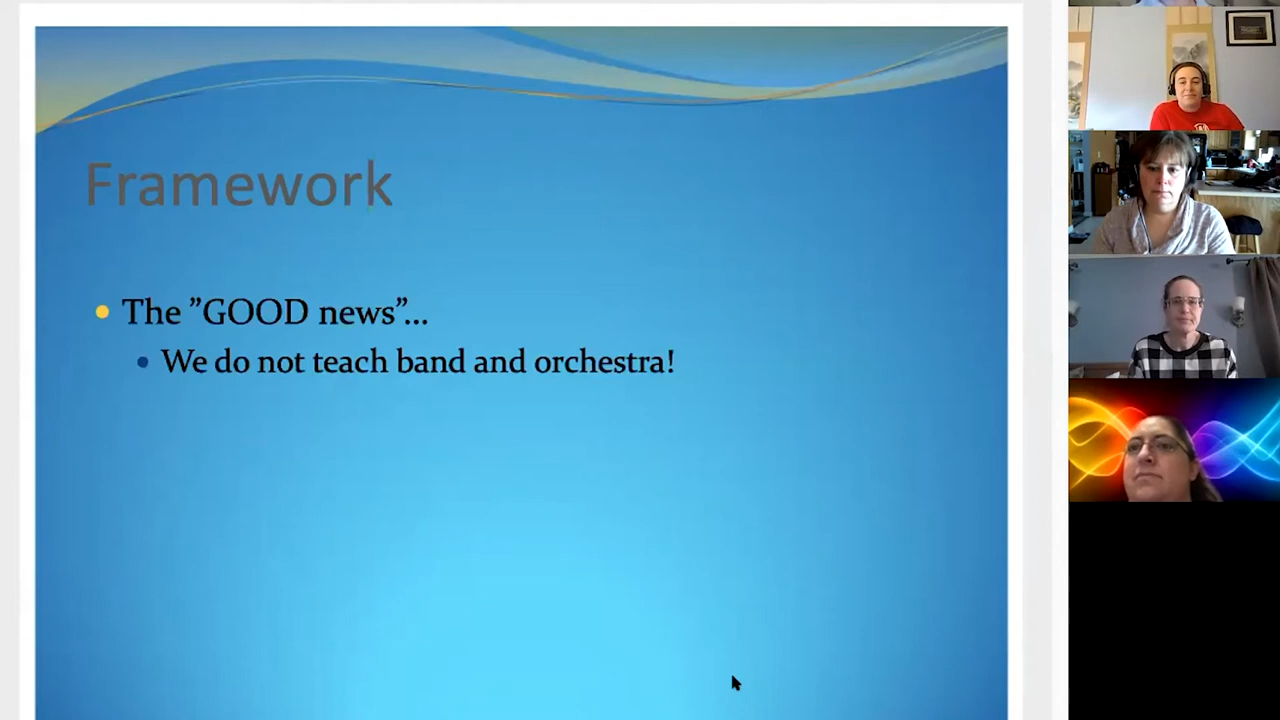 Framework
The ”GOOD news”...
We do not teach band and orchestra!